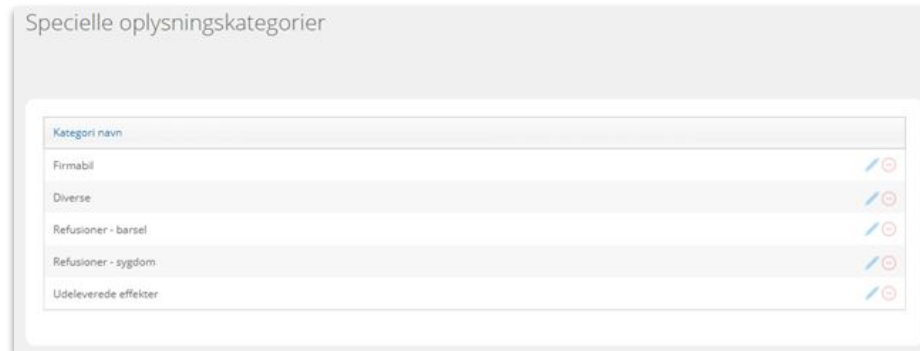 Specielle oplysningskategorier
Kategori navn
Firmabil
Diverse
Refusioner - barsel
Refusioner - sygdom
Udeleverede effekter